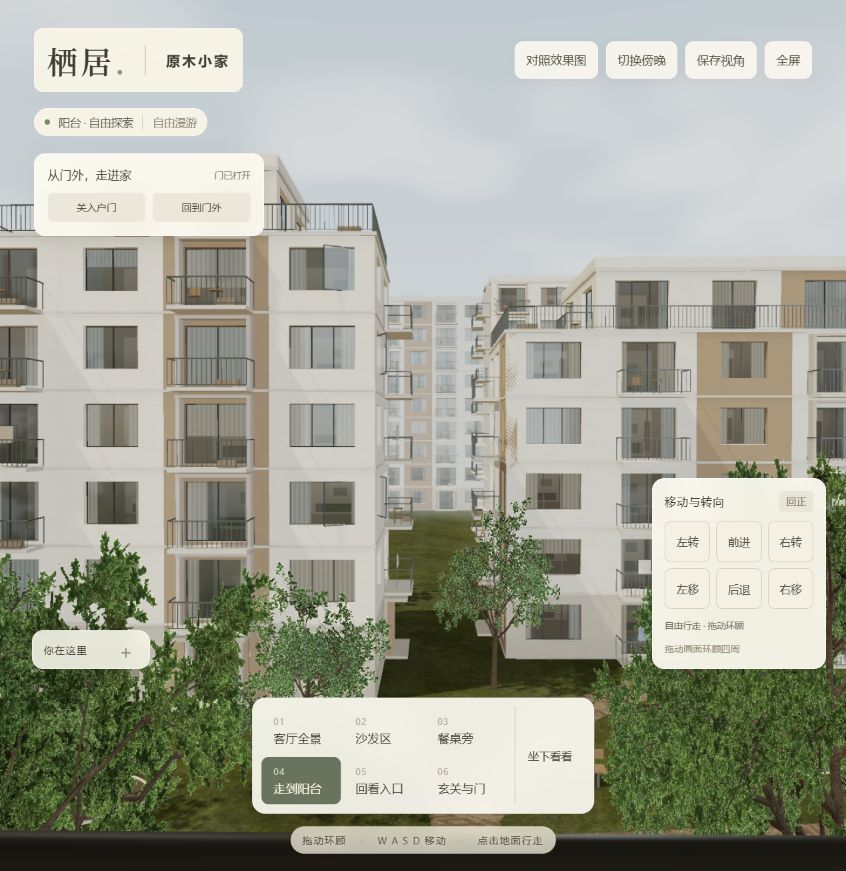 栖居. 原木小家
对照效果图 切换傍晚 保存视角 全屏
阳台 · 自由探索 自由漫游
从门外，走进家 门已打开
关入户门 回到门外
移动与转向 回正
左转 前进 右转
左移 后退 右移
自由行走 · 拖动环顾
拖动画面环顾四周
你在这里 +
01 02 03
客厅全景 沙发区 餐桌旁
坐下看看
04 05 06
走到阳台 回看入口 玄关与门
拖动环顾 · WASD移动 · 点击地面行走